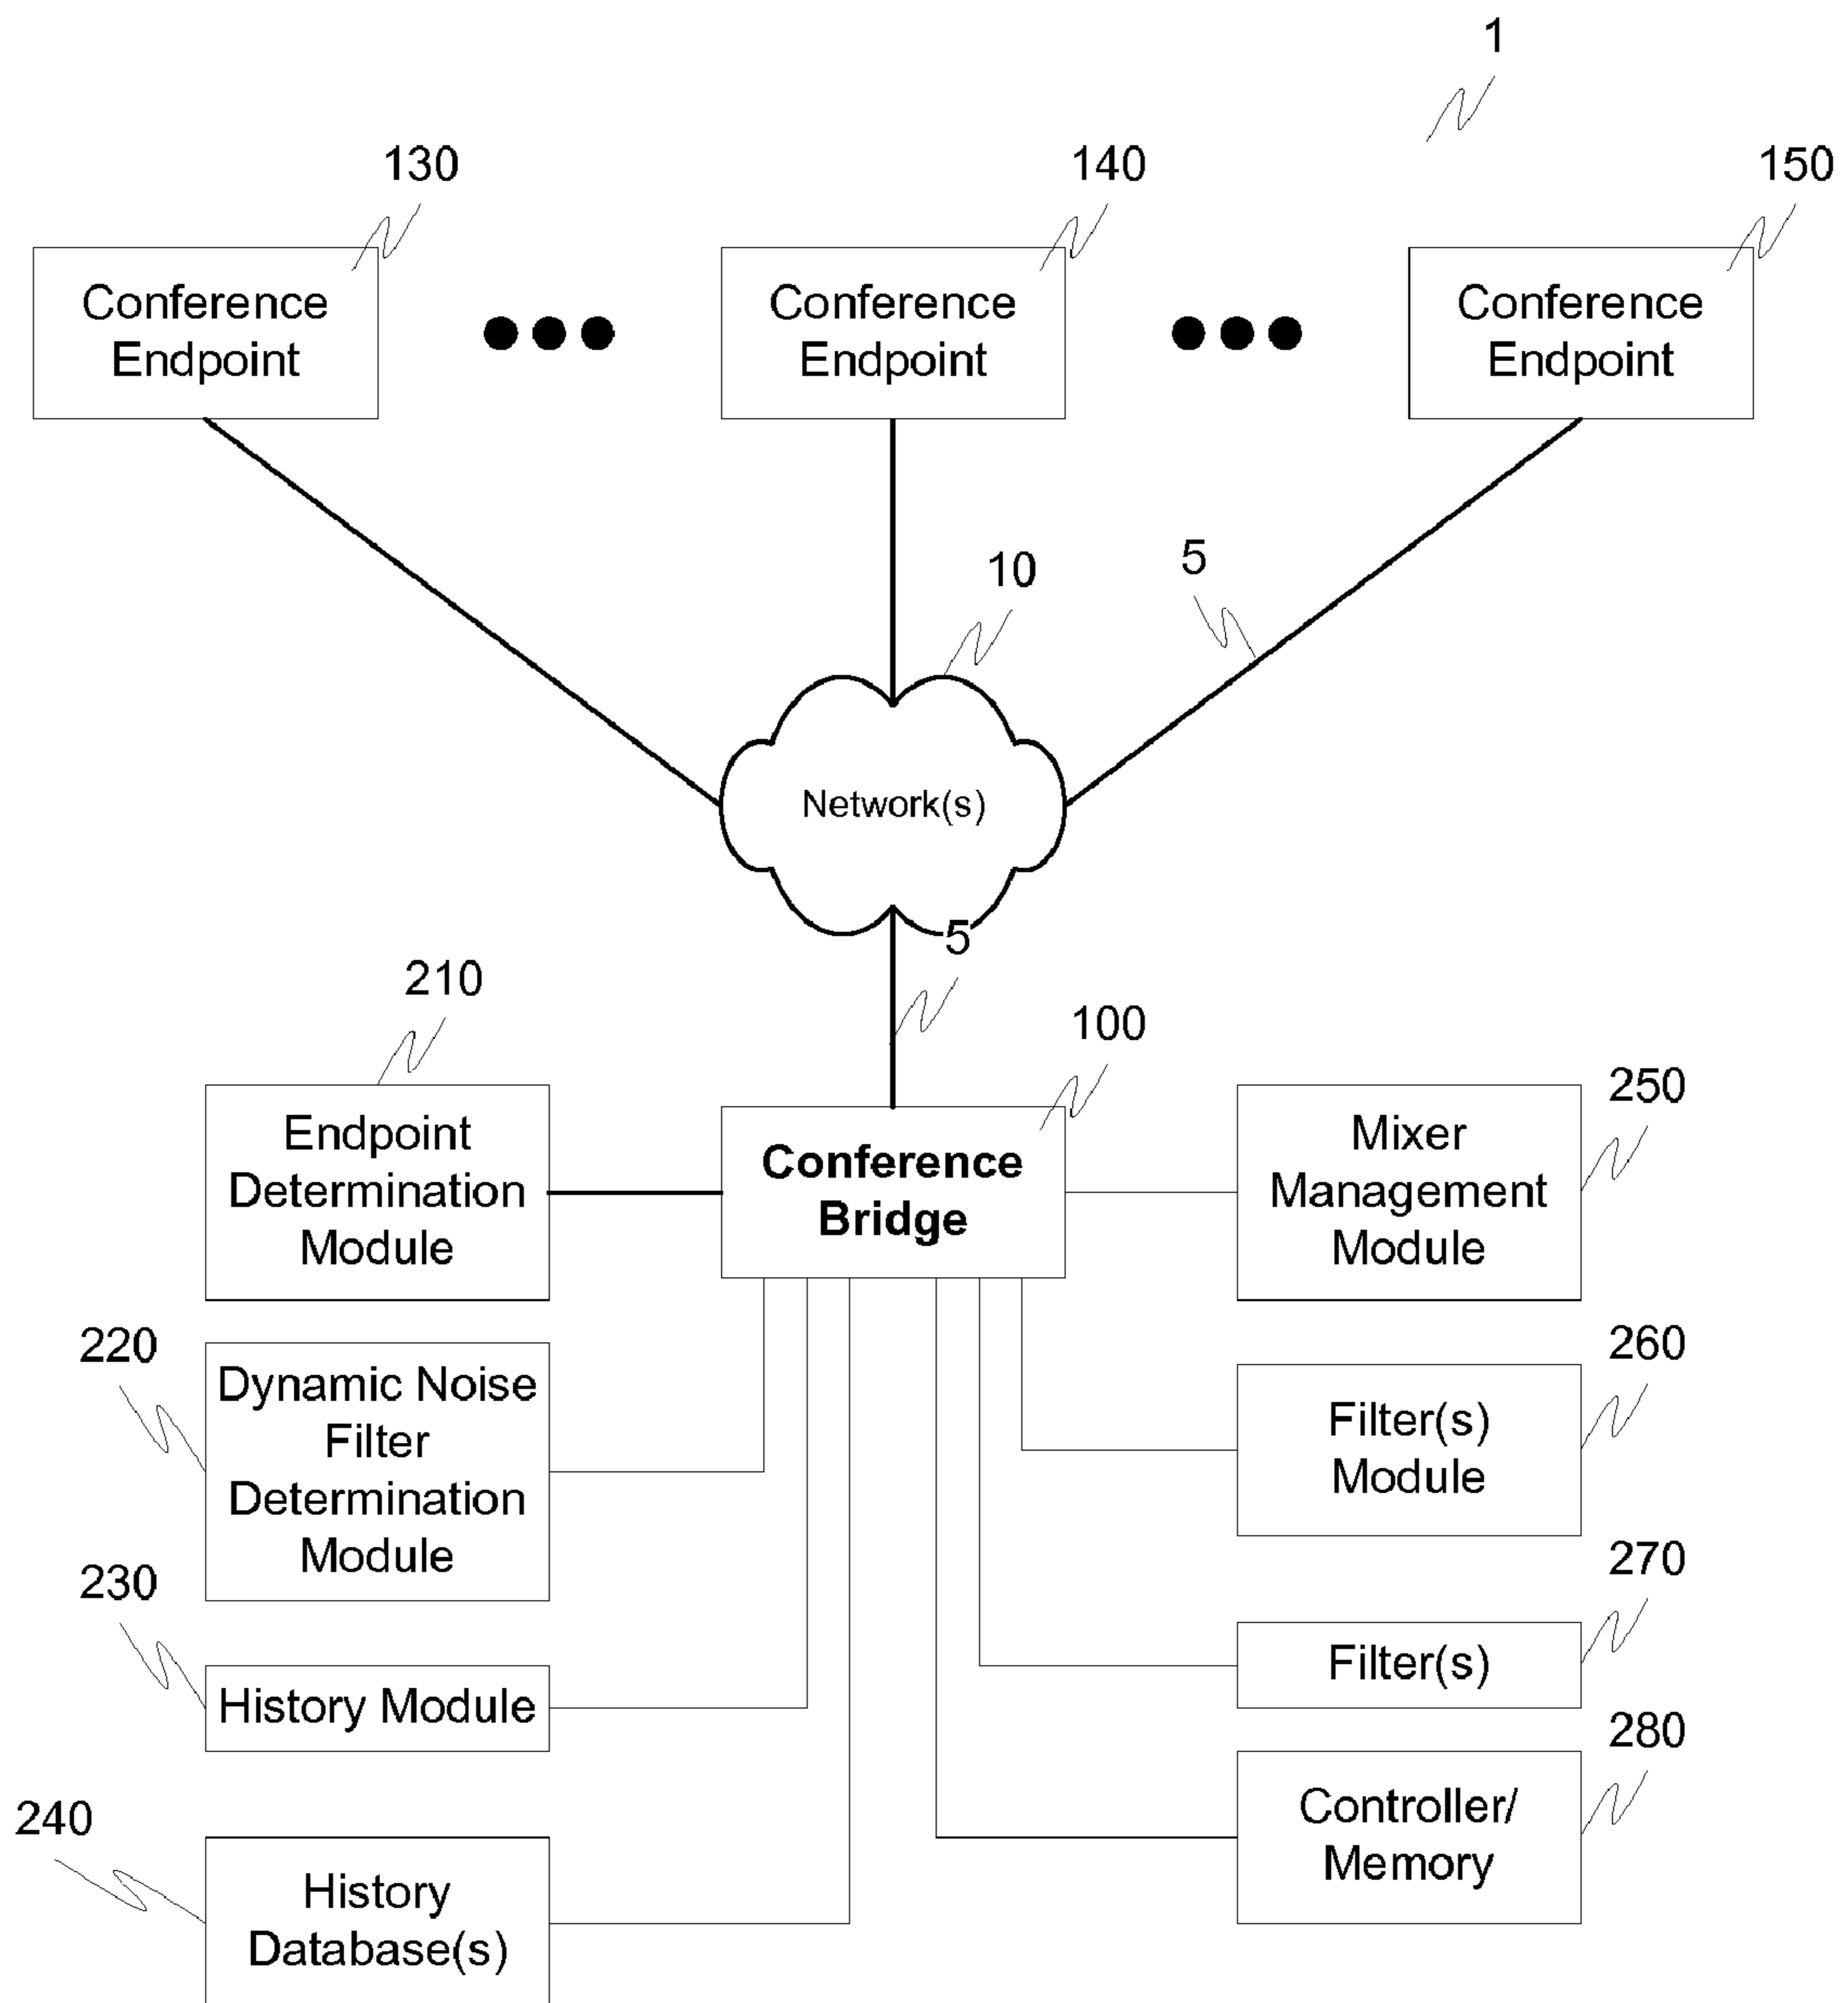 1
130
140
150
Conference
Endpoint
Conference
Endpoint
Conference
Endpoint
10
5
Network(s)
5
210
100
250
Endpoint
Determination
Module
Conference
Bridge
Mixer
Management
Module
220
260
Dynamic Noise
Filter
Determination
Module
Filter(s)
Module
230
270
History Module
Filter(s)
280
240
Controller/
Memory
History
Database(s)